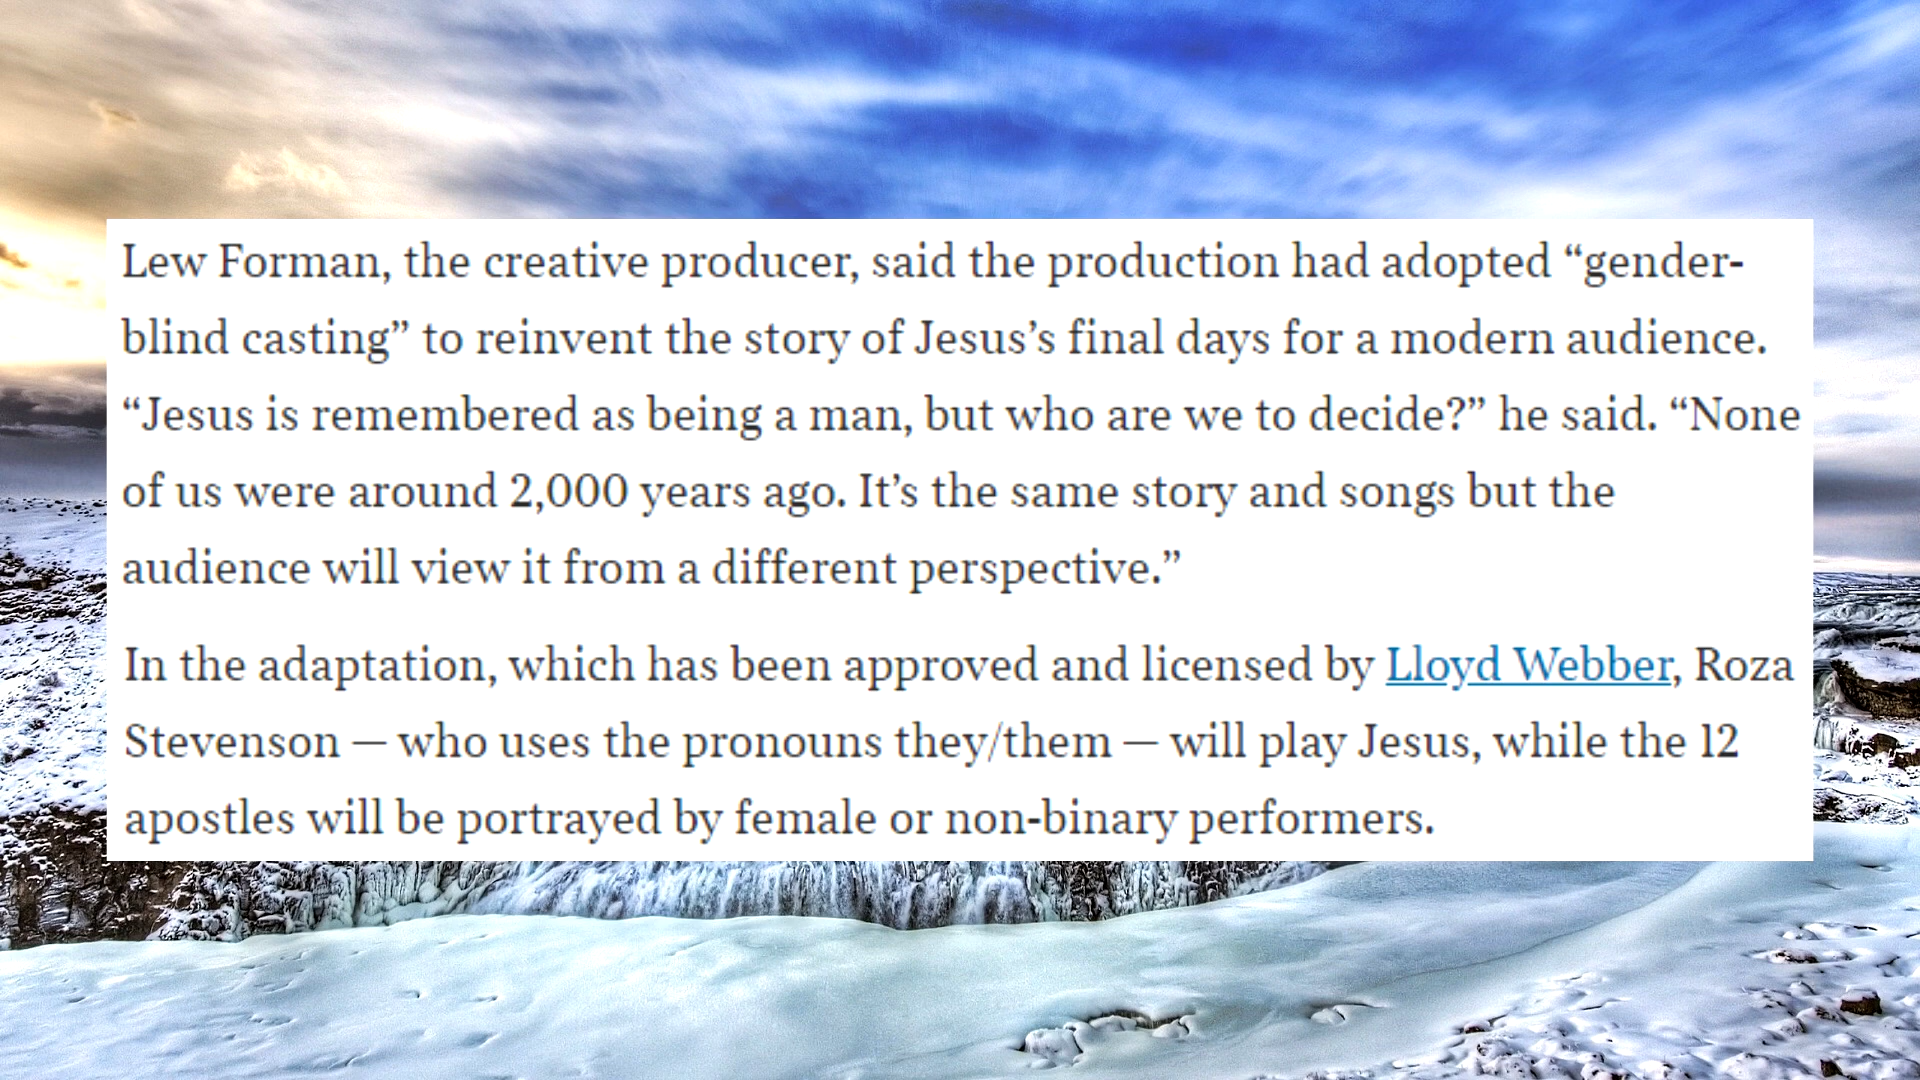 Lew Forman, the creative producer, said the production had adopted “gender-
blind casting” to reinvent the story of Jesus’s final days for a modern audience.
“Jesus is remembered as being a man, but who are we to decide?” he said. “None
of us were around 2,000 years ago. It’s the same story and songs but the
audience will view it from a different perspective.”
In the adaptation, which has been approved and licensed by Lloyd Webber, Roza
Stevenson — who uses the pronouns they/them — will play Jesus, while the 12
apostles will be portrayed by female or non-binary performers.